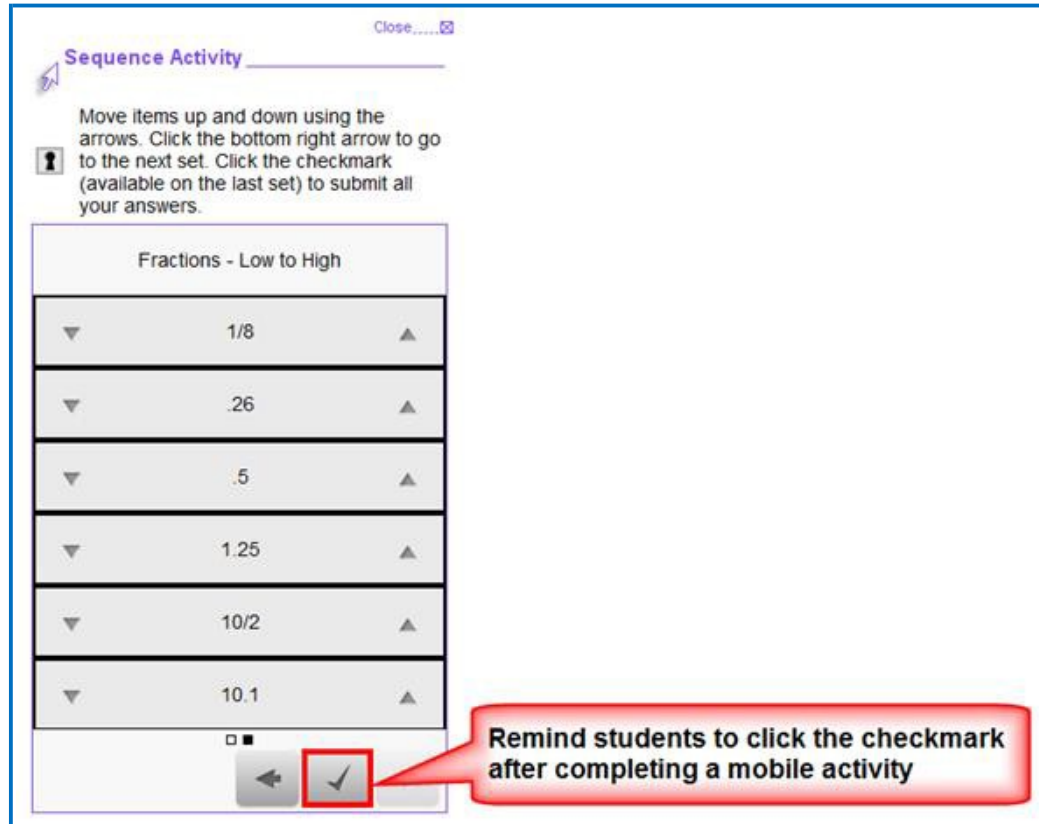 Close.....
Sequence Activity
Move items up and down using the
arrows. Click the bottom right arrow to go
to the next set. Click the checkmark
(available on the last set) to submit all
your answers.
Fractions - Low to High
1/8
.26
.5
1.25
10/2
10.1
Remind students to click the checkmark
after completing a mobile activity